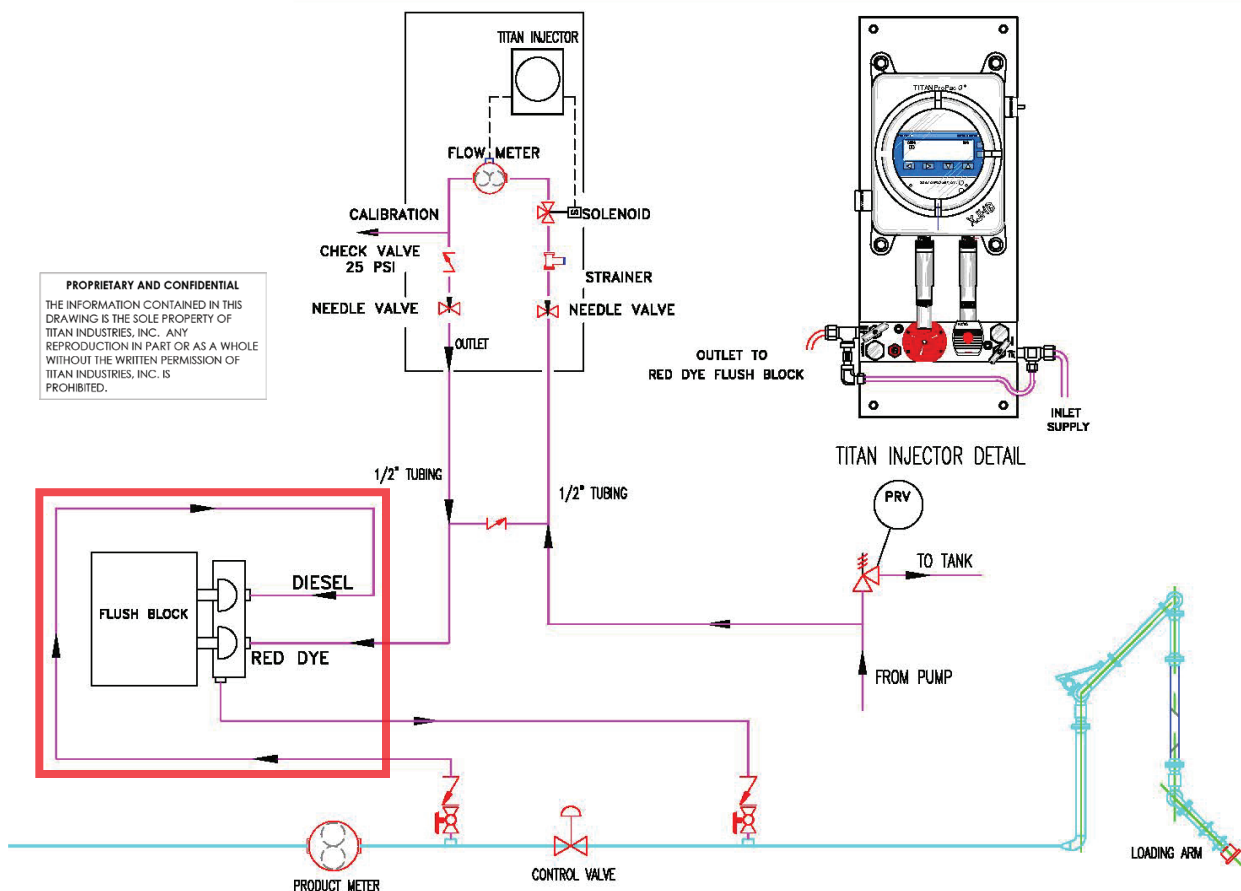 TITAN INJECTOR
FLOW METER
CALIBRATION
SOLENOID
CHECK VALVE
25 PSI
STRAINER
NEEDLE VALVE
NEEDLE VALVE
OUTLET
PROPRIETARY AND CONFIDENTIAL
THE INFORMATION CONTAINED IN THIS
DRAWING IS THE SOLE PROPERTY OF
TITAN INDUSTRIES, INC. ANY
REPRODUCTION IN PART OR AS A WHOLE
WITHOUT THE WRITTEN PERMISSION OF
TITAN INDUSTRIES, INC. IS
PROHIBITED.
S
OUTLET TO
RED DYE FLUSH BLOCK
INLET
SUPPLY
TITAN INJECTOR DETAIL
1/2" TUBING
1/2" TUBING
PRV
TO TANK
FROM PUMP
DIESEL
FLUSH BLOCK
RED DYE
PRODUCT METER
CONTROL VALVE
LOADING ARM